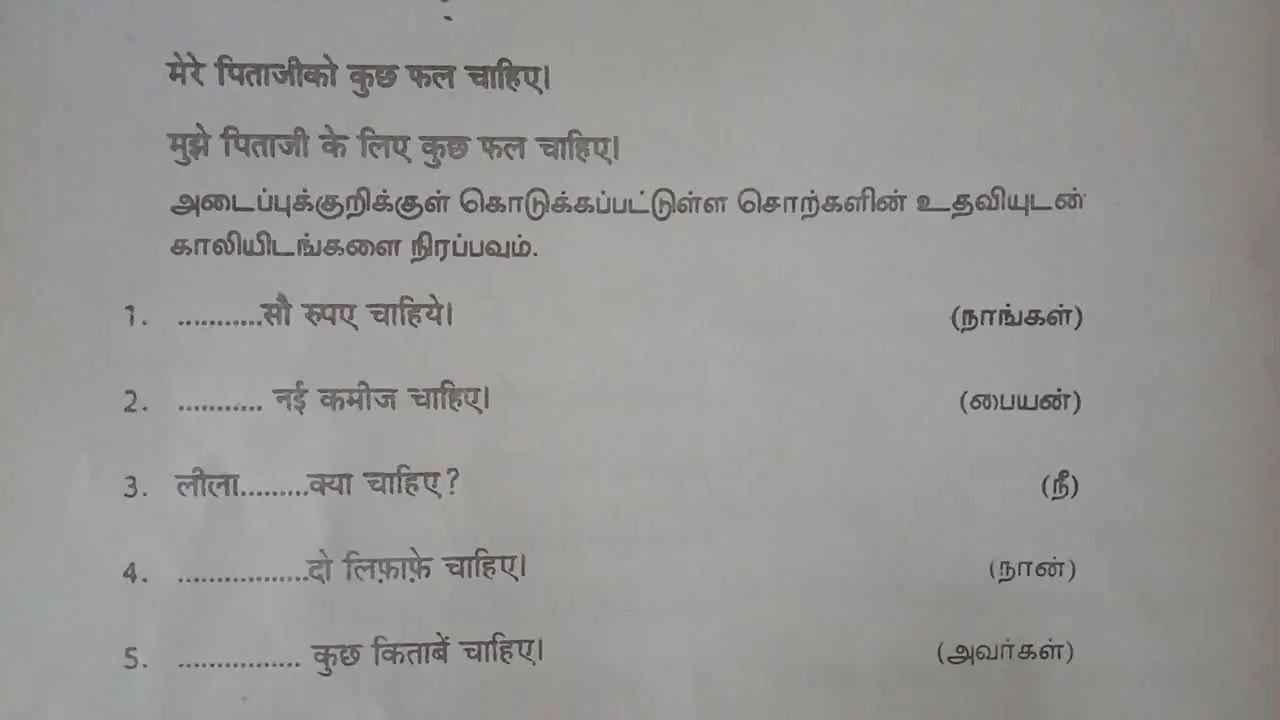 मेरे पिताजीको कुछ फल चाहिए।
मुझे पिताजी के लिए कुछ फल चाहिए।
அடைப்புக்குறிக்குள் கொடுக்கப்பட்டுள்ள சொற்களின் உதவியுடன்
காலியிடங்களை நிரப்பவும்.
1. ...........सौ रुपए चाहिये। (நாங்கள்)
2. ........... नई कमीज चाहिए। (பையன்)
3. लीला.........क्या चाहिए? (நீ)
4. .................दो लिफ़ाफ़े चाहिए। (நான்)
5. ................ कुछ किताबें चाहिए। (அவர்கள்)